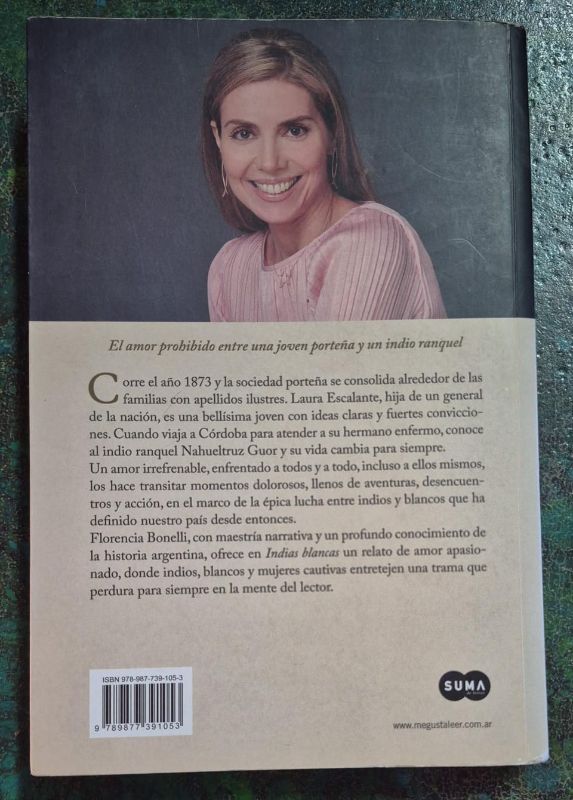 El amor prohibido entre una joven porteña y un indio ranquel
Corre el año 1873 y la sociedad porteña se consolida alrededor de las
familias con apellidos ilustres. Laura Escalante, hija de un general
de la nación, es una bellísima joven con ideas claras y fuertes conviccio-
nes. Cuando viaja a Córdoba para atender a su hermano enfermo, conoce
al indio ranquel Nahueltruz Guor y su vida cambia para siempre.
Un amor irrefrenable, enfrentado a todos y a todo, incluso a ellos mismos,
los hace transitar momentos dolorosos, llenos de aventuras, desencuen-
tros y acción, en el marco de la épica lucha entre indios y blancos que ha
definido nuestro país desde entonces.
Florencia Bonelli, con maestría narrativa y un profundo conocimiento de
la historia argentina, ofrece en Indias blancas un relato de amor apasio-
nado, donde indios, blancos y mujeres cautivas entretejen una trama que
perdura para siempre en la mente del lector.
ISBN 978-987-739-105-3
9 789877 391053
SUMA
de letras
www.megustaleer.com.ar